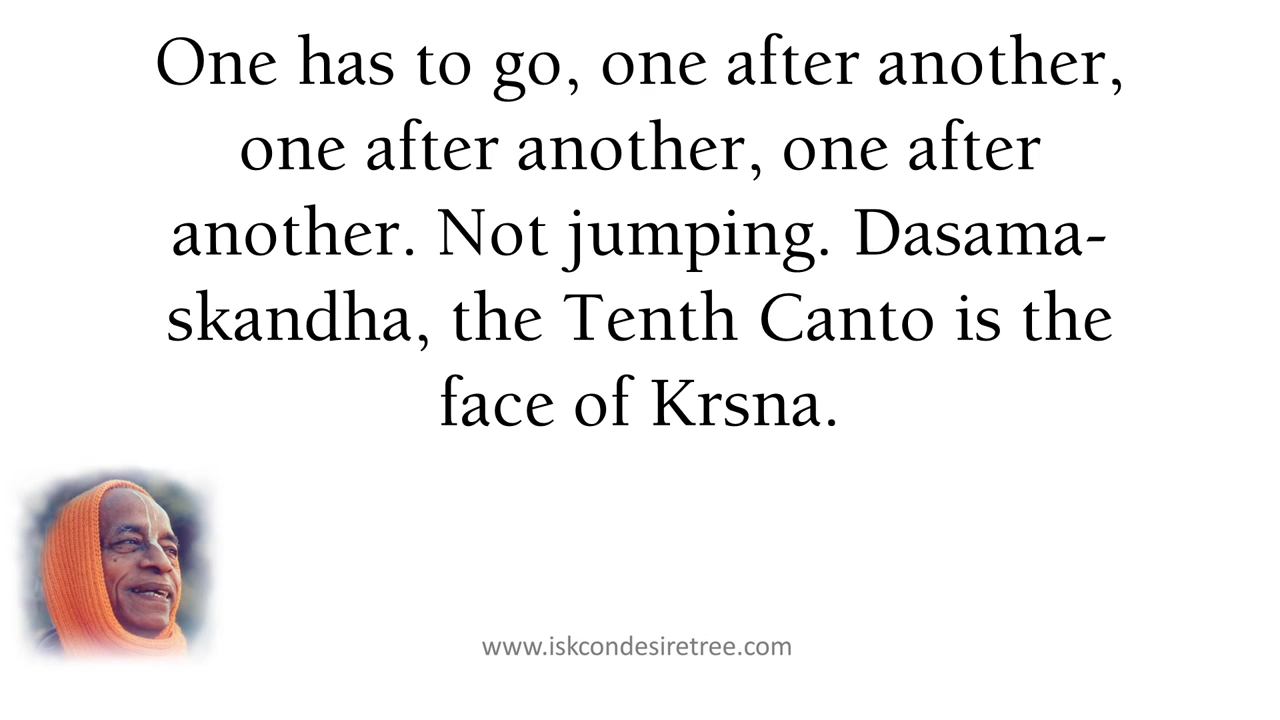 One has to go, one after another,
one after another, one after
another. Not jumping. Dasama-
skandha, the Tenth Canto is the
face of Krsna.
www.iskcondesiretree.com